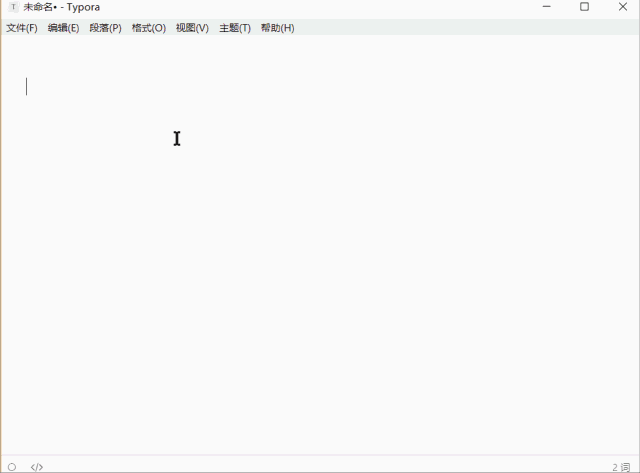 T 未命名• - Typora
文件(F) 编辑(E) 段落(P) 格式(O) 视图(V) 主题(T) 帮助(H)
</> 2 词